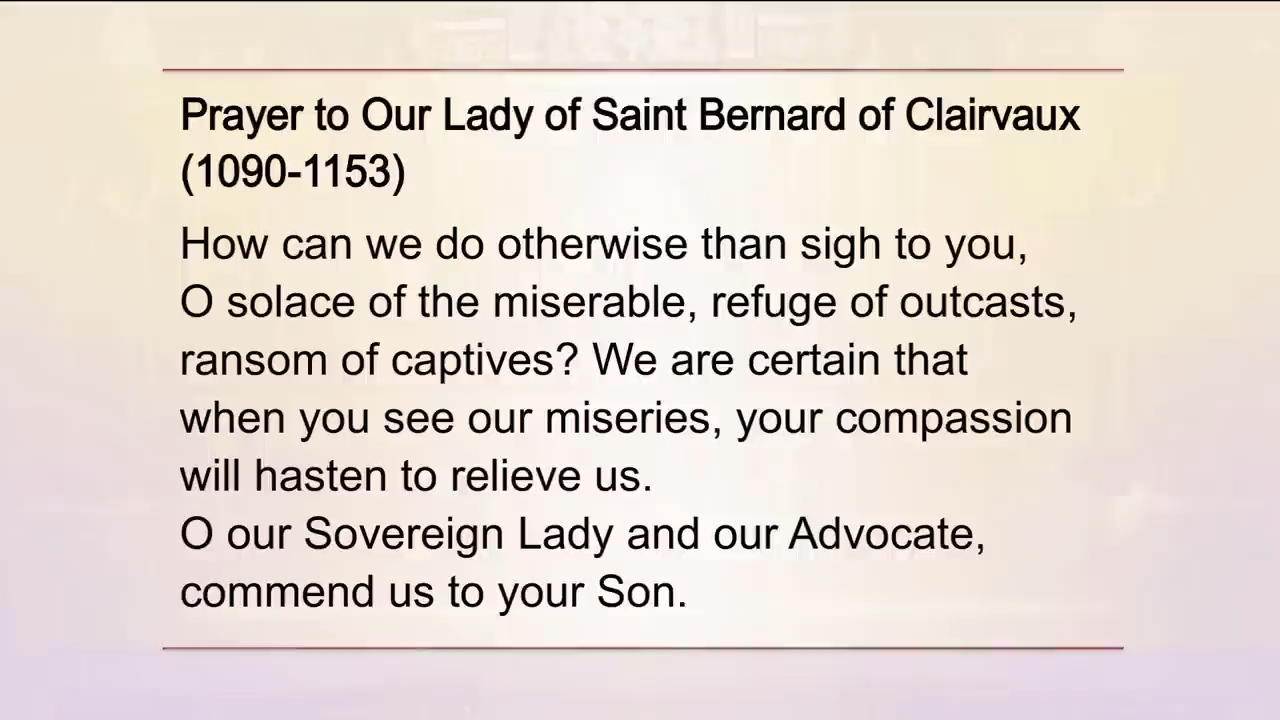 Prayer to Our Lady of Saint Bernard of Clairvaux
(1090-1153)
How can we do otherwise than sigh to you,
O solace of the miserable, refuge of outcasts,
ransom of captives? We are certain that
when you see our miseries, your compassion
will hasten to relieve us.
O our Sovereign Lady and our Advocate,
commend us to your Son.